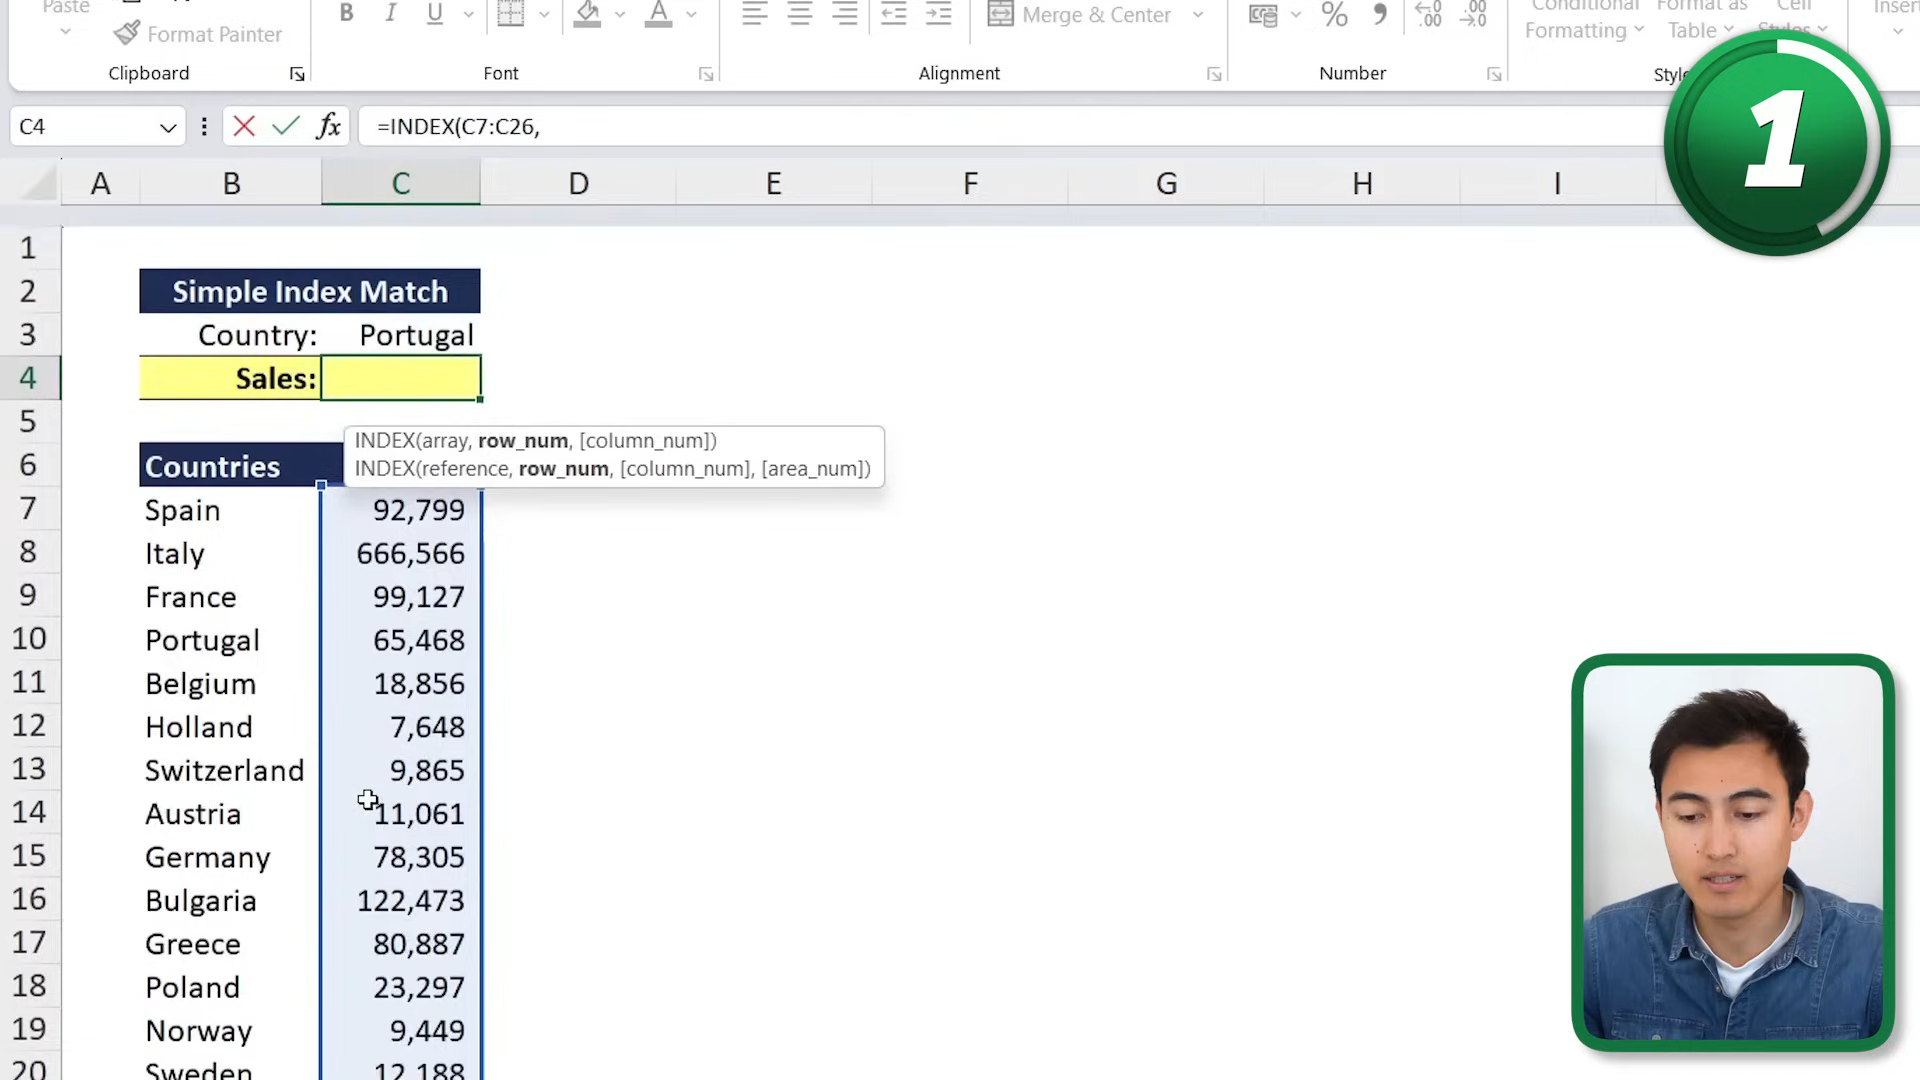 Paste
Format Painter
Clipboard
B I U
A
Font
Merge & Center
Alignment
% 9
.00
Number
Conditional
Formatting
Format as
Table
Cell
Styles
Insert
1
C4
fx
=INDEX(C7:C26,
A B C D E F G H I
1
2 Simple Index Match
3 Country: Portugal
4 Sales:
5
INDEX(array, row_num, [column_num])
INDEX(reference, row_num, [column_num], [area_num])
6 Countries
7 Spain 92,799
8 Italy 666,566
9 France 99,127
10 Portugal 65,468
11 Belgium 18,856
12 Holland 7,648
13 Switzerland 9,865
14 Austria 11,061
15 Germany 78,305
16 Bulgaria 122,473
17 Greece 80,887
18 Poland 23,297
19 Norway 9,449
20 Sweden 12,188